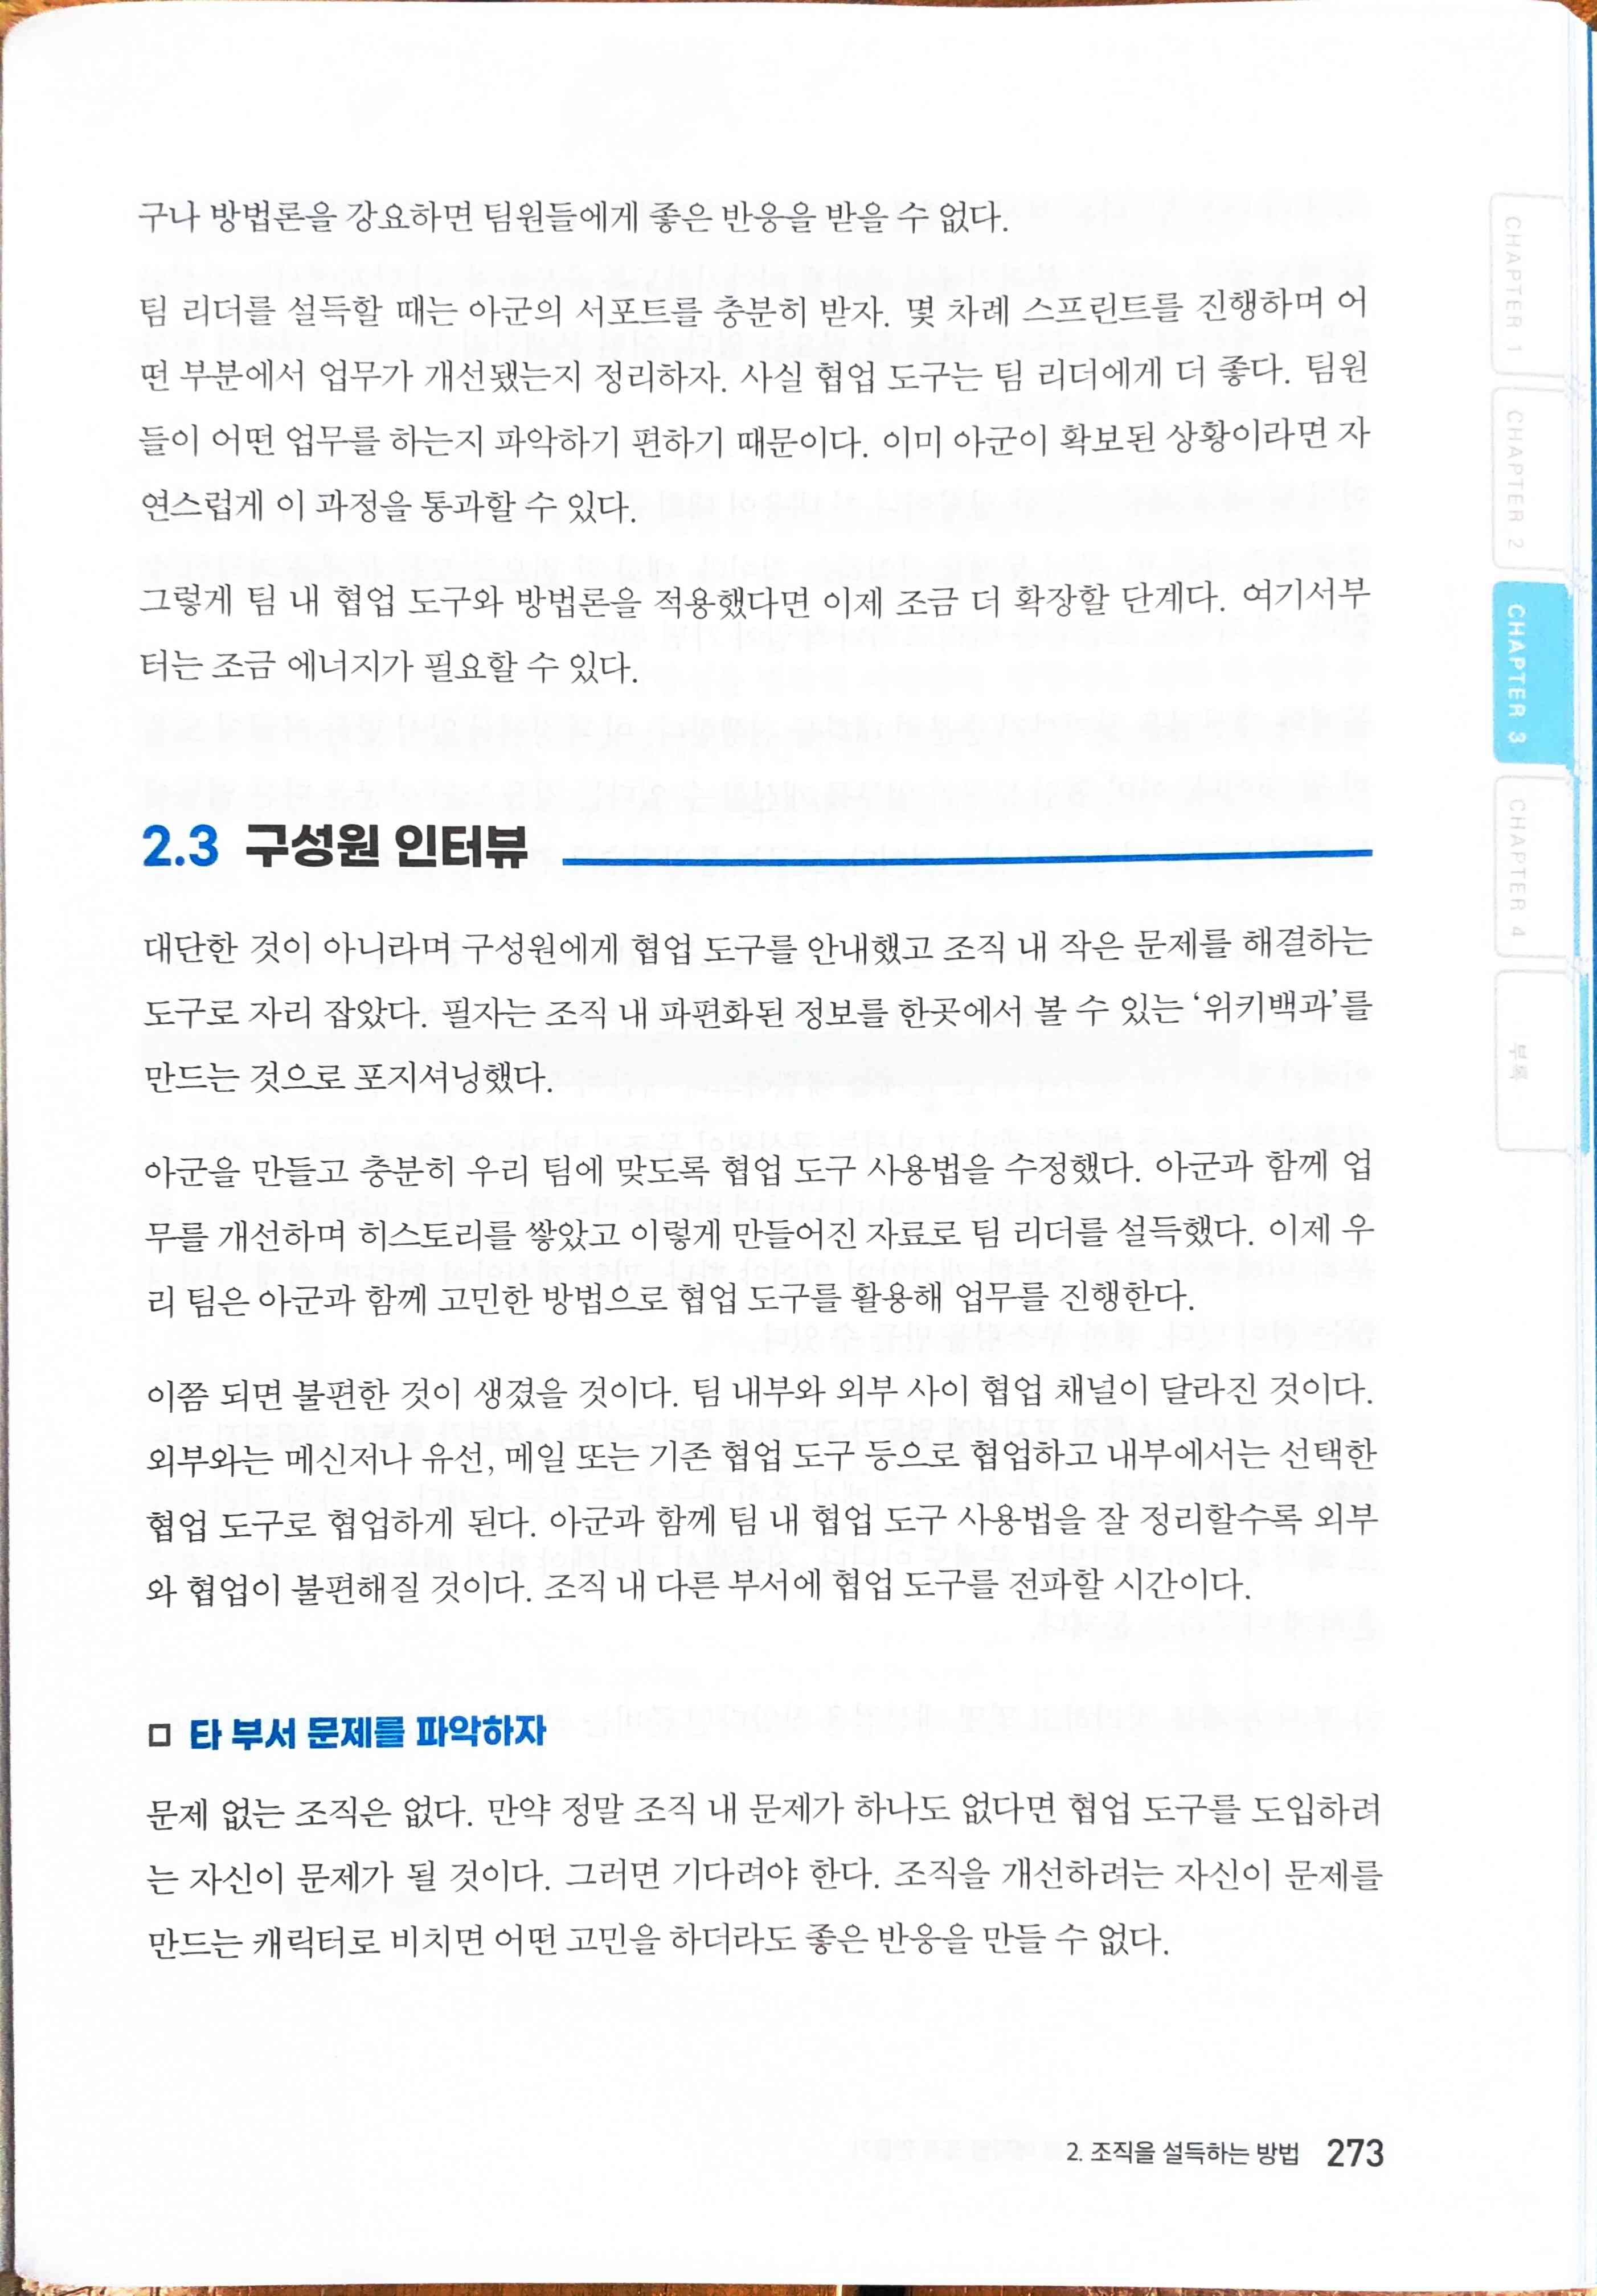 구나 방법론을 강요하면 팀원들에게 좋은 반응을 받을 수 없다.
팀 리더를 설득할 때는 아군의 서포트를 충분히 받자. 몇 차례 스프린트를 진행하며 어
떤 부분에서 업무가 개선됐는지 정리하자. 사실 협업 도구는 팀 리더에게 더 좋다. 팀원
들이 어떤 업무를 하는지 파악하기 편하기 때문이다. 이미 아군이 확보된 상황이라면 자
연스럽게 이 과정을 통과할 수 있다.
그렇게 팀 내 협업 도구와 방법론을 적용했다면 이제 조금 더 확장할 단계다. 여기서부
터는 조금 에너지가 필요할 수 있다.
2.3 구성원 인터뷰
대단한 것이 아니라며 구성원에게 협업 도구를 안내했고 조직 내 작은 문제를 해결하는
도구로 자리 잡았다. 필자는 조직 내 파편화된 정보를 한곳에서 볼 수 있는 ‘위키백과’를
만드는 것으로 포지셔닝했다.
아군을 만들고 충분히 우리 팀에 맞도록 협업 도구 사용법을 수정했다. 아군과 함께 업
무를 개선하며 히스토리를 쌓았고 이렇게 만들어진 자료로 팀 리더를 설득했다. 이제 우
리 팀은 아군과 함께 고민한 방법으로 협업 도구를 활용해 업무를 진행한다.
이쯤 되면 불편한 것이 생겼을 것이다. 팀 내부와 외부 사이 협업 채널이 달라진 것이다.
외부와는 메신저나 유선, 메일 또는 기존 협업 도구 등으로 협업하고 내부에서는 선택한
협업 도구로 협업하게 된다. 아군과 함께 팀 내 협업 도구 사용법을 잘 정리할수록 외부
와 협업이 불편해질 것이다. 조직 내 다른 부서에 협업 도구를 전파할 시간이다.
□ 타 부서 문제를 파악하자
문제 없는 조직은 없다. 만약 정말 조직 내 문제가 하나도 없다면 협업 도구를 도입하려
는 자신이 문제가 될 것이다. 그러면 기다려야 한다. 조직을 개선하려는 자신이 문제를
만드는 캐릭터로 비치면 어떤 고민을 하더라도 좋은 반응을 만들 수 없다.
2. 조직을 설득하는 방법 273
CHAPTER 1
CHAPTER 2
CHAPTER 3
CHAPTER 4
부록